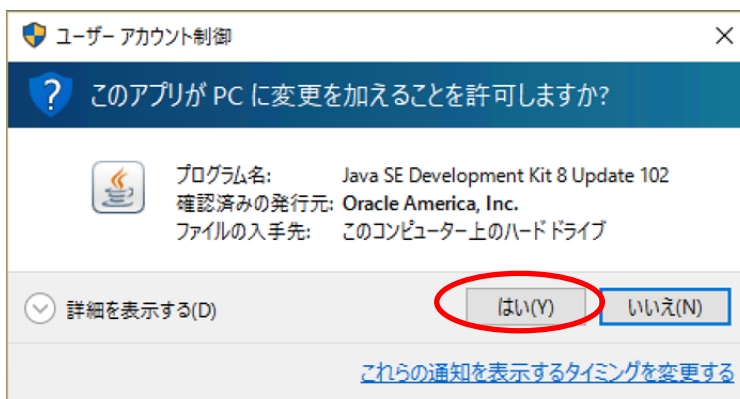 ユーザー アカウント制御
このアプリが PC に変更を加えることを許可しますか?
プログラム名: Java SE Development Kit 8 Update 102
確認済みの発行元: Oracle America, Inc.
ファイルの入手先: このコンピューター上のハード ドライブ
詳細を表示する(D) はい(Y) いいえ(N)
これらの通知を表示するタイミングを変更する